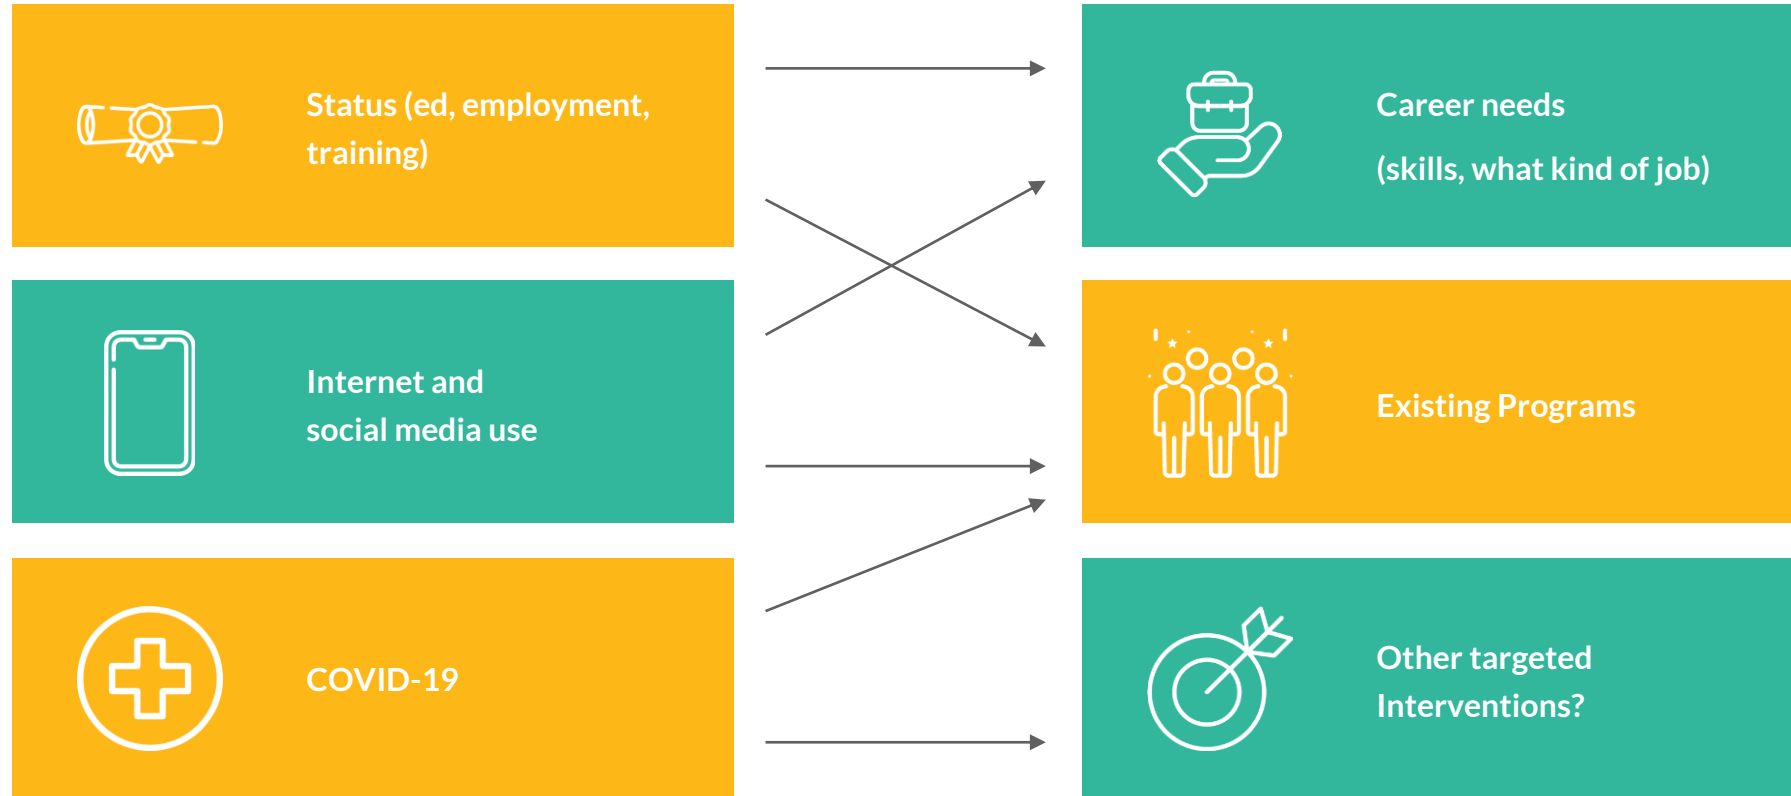 Status (ed, employment,
training)
Career needs
(skills, what kind of job)
Internet and
social media use
Existing Programs
COVID-19
Other targeted
Interventions?